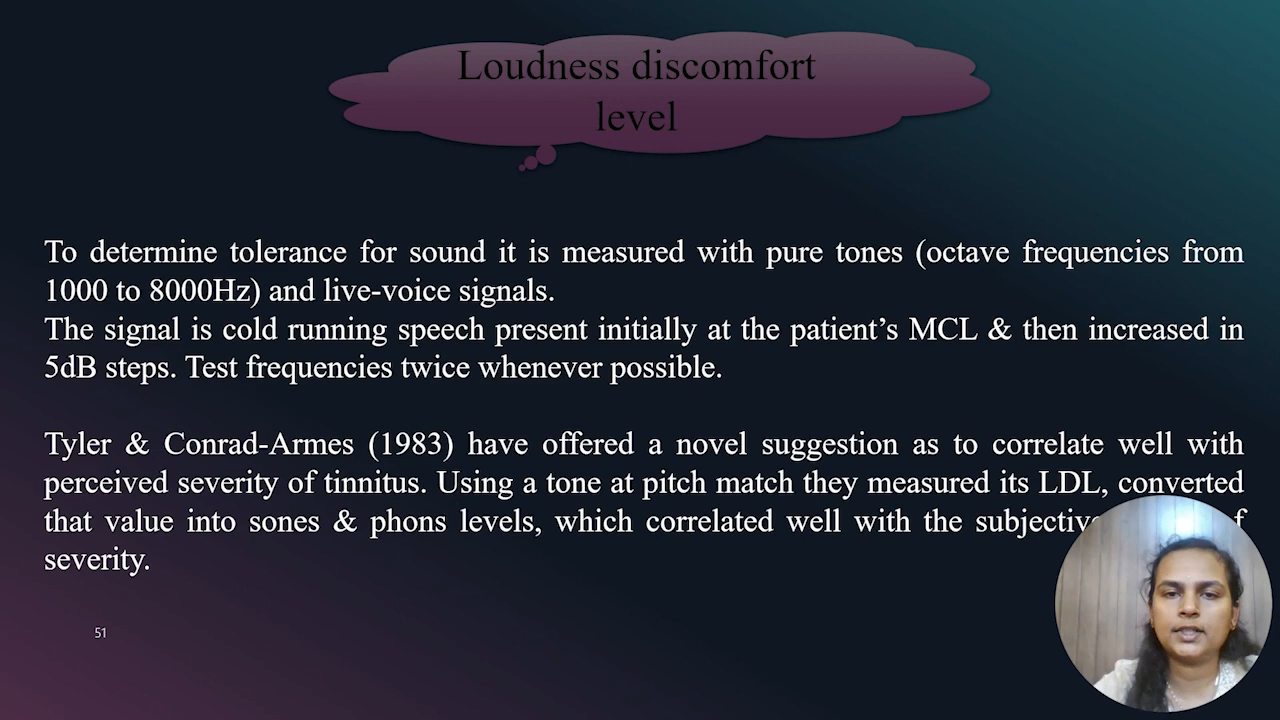 Loudness discomfort
level
To determine tolerance for sound it is measured with pure tones (octave frequencies from
1000 to 8000Hz) and live-voice signals.
The signal is cold running speech present initially at the patient’s MCL & then increased in
5dB steps. Test frequencies twice whenever possible.
Tyler & Conrad-Armes (1983) have offered a novel suggestion as to correlate well with
perceived severity of tinnitus. Using a tone at pitch match they measured its LDL, converted
that value into sones & phons levels, which correlated well with the
severity.
51